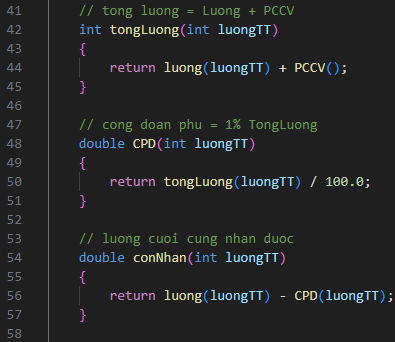 41 // tong luong = Luong + PCCV
42 int tongLuong(int luongTT)
43 {
44 return luong(luongTT) + PCCV();
45 }
46
47 // cong doan phu = 1% TongLuong
48 double CPD(int luongTT)
49 {
50 return tongLuong(luongTT) / 100.0;
51 }
52
53 // luong cuoi cung nhan duoc
54 double conNhan(int luongTT)
55 {
56 return luong(luongTT) - CPD(luongTT);
57 }
58